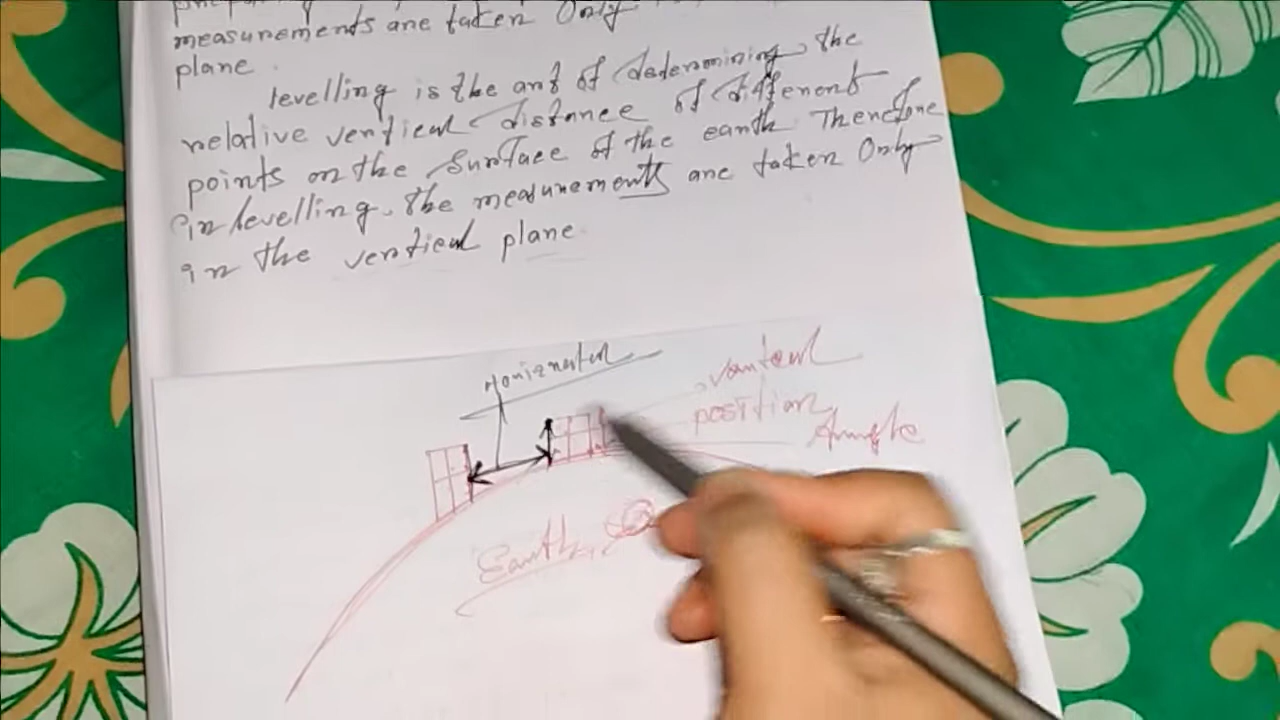 measurements are taken Only
plane
levelling is the art of determining the
relative vertical distance of different
points on the surface of the earth Therefore
in levelling. the measurements are taken Only
in the vertical plane
Horizontal
position
Angle
Earth